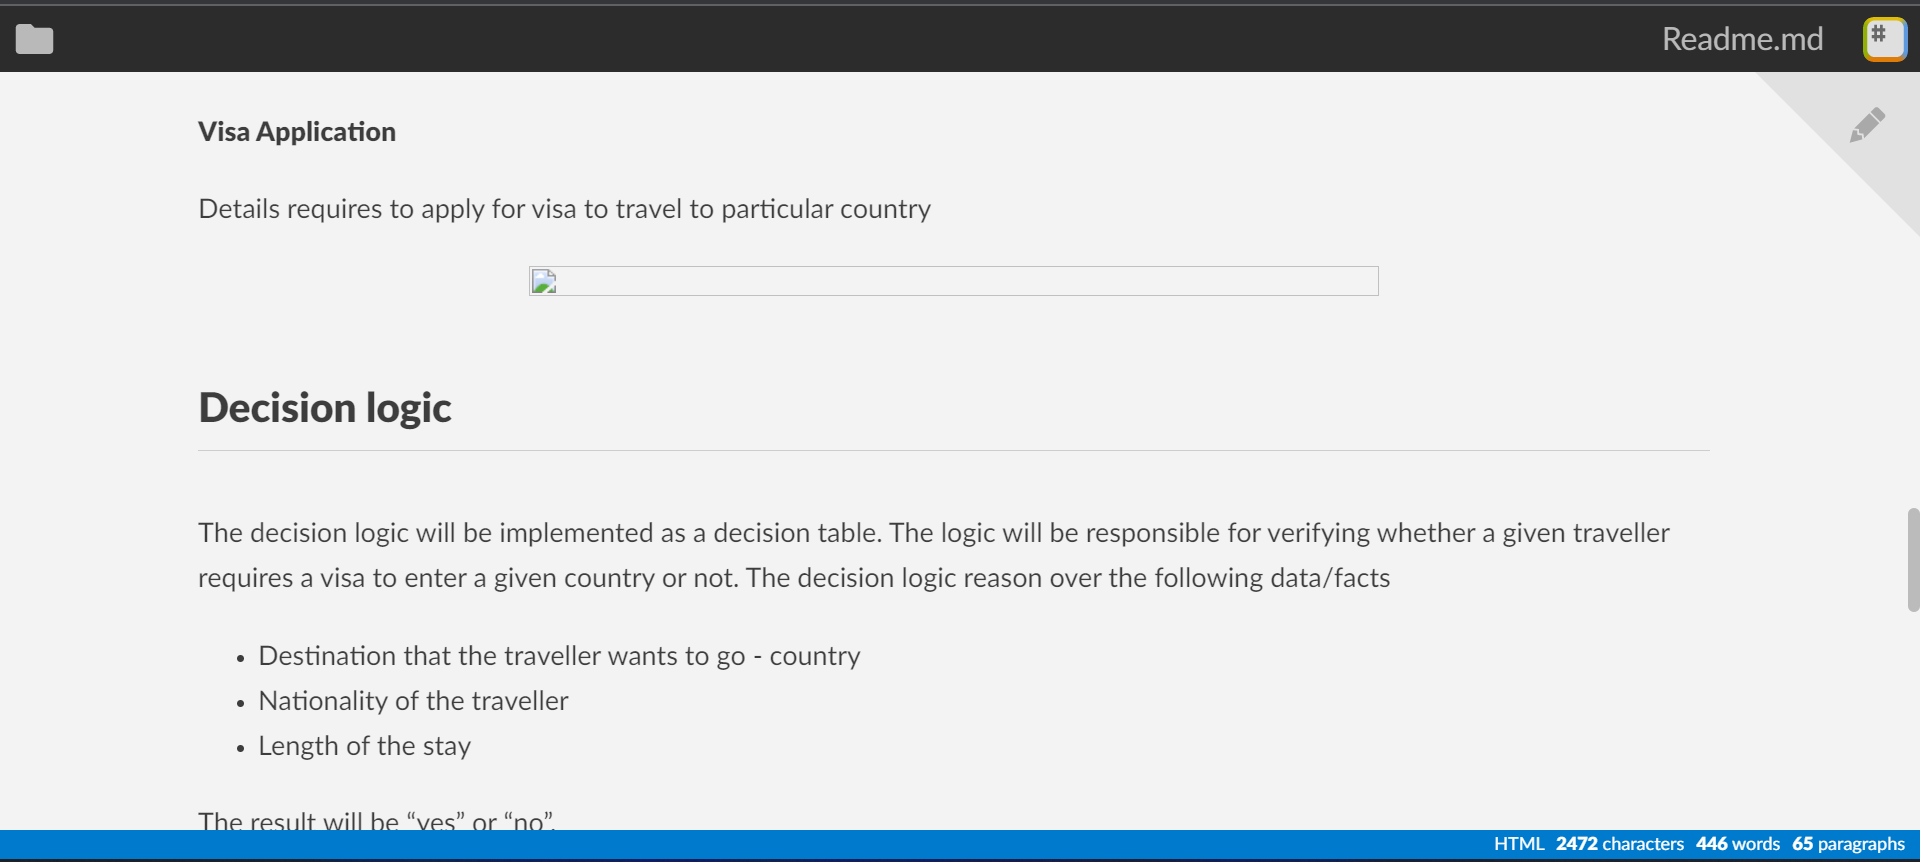 Readme.md
#
Visa Application
Details requires to apply for visa to travel to particular country
Decision logic
The decision logic will be implemented as a decision table. The logic will be responsible for verifying whether a given traveller
requires a visa to enter a given country or not. The decision logic reason over the following data/facts
• Destination that the traveller wants to go - country
• Nationality of the traveller
• Length of the stay
The result will be “yes” or “no”.
HTML 2472 characters 446 words 65 paragraphs